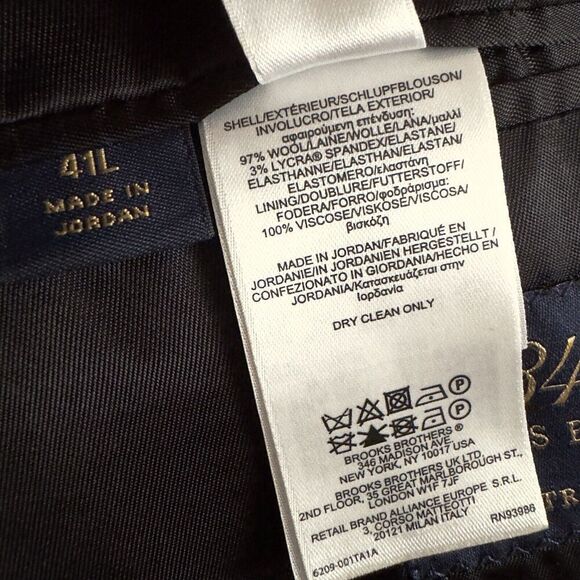 41L
MADE IN
JORDAN
SHELL/EXTÉRIEUR/SCHLUPFBLOUSON/
INVOLUCRO/TELA EXTERIOR/
αφαιρούμενη επένδυση:
97% WOOL/LAINE/WOLLE/LANA/μαλλί
3% LYCRA® SPANDEX/ELASTANE/
ELASTHANNE/ELASTHAN/ELASTAN/
ELASTOMERO/ελαστάνη
LINING/DOUBLURE/FUTTERSTOFF/
FODERA/FORRO/φοδράρισμα:
100% VISCOSE/VISKOSE/VISCOSA/
βισκόζη
MADE IN JORDAN/FABRIQUÉ EN
JORDANIE/IN JORDANIEN HERGESTELLT/
CONFEZIONATO IN GIORDANIA/HECHO EN
JORDANIA/Κατασκευάζεται στην
Ιορδανία
DRY CLEAN ONLY
P
P
BROOKS BROTHERS ®
346 MADISON AVE.
NEW YORK, NY 10017 USA
BROOKS BROTHERS UK LTD
2ND FLOOR, 35 GREAT MARLBOROUGH ST.,
LONDON W1F 7JF
RETAIL BRAND ALLIANCE EUROPE S.R.L.
3, CORSO MATTEOTTI
20121 MILAN ITALY
RN93986
6209-001TA1A
34
S E
TR